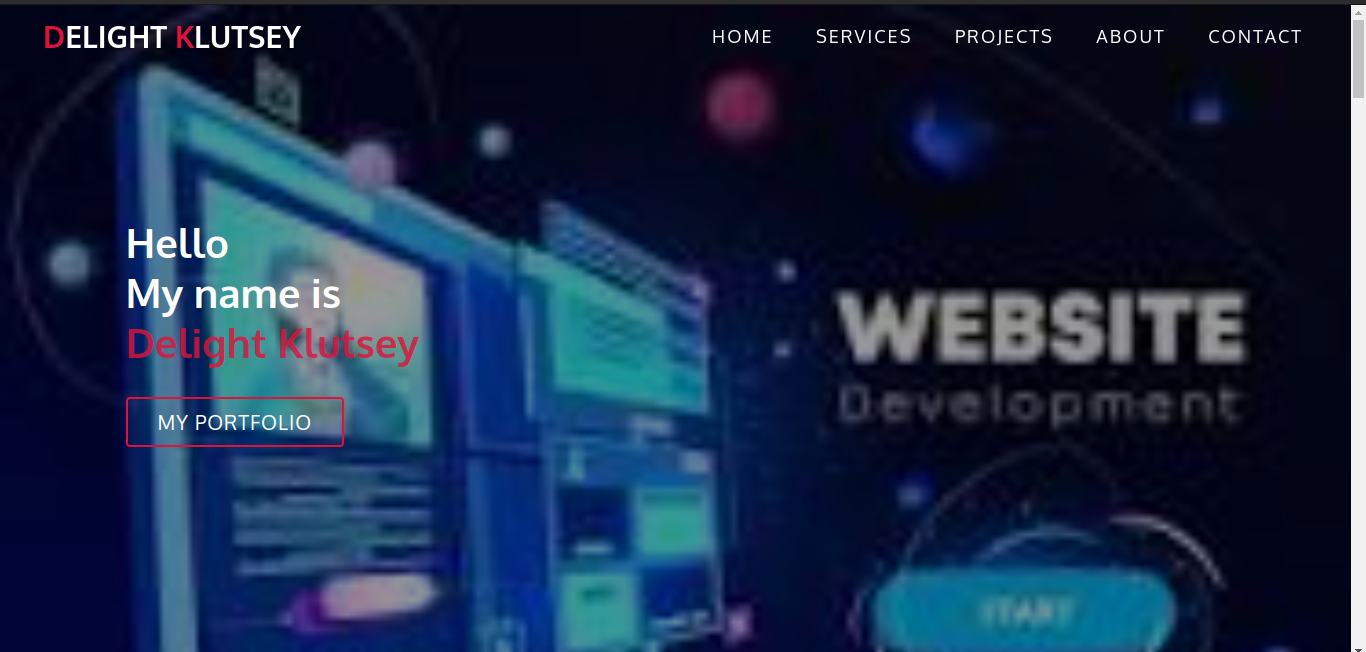 DELIGHT KLUTSEY
HOME SERVICES PROJECTS ABOUT CONTACT
Hello
My name is
Delight Klutsey
MY PORTFOLIO
WEBSITE
Development
START